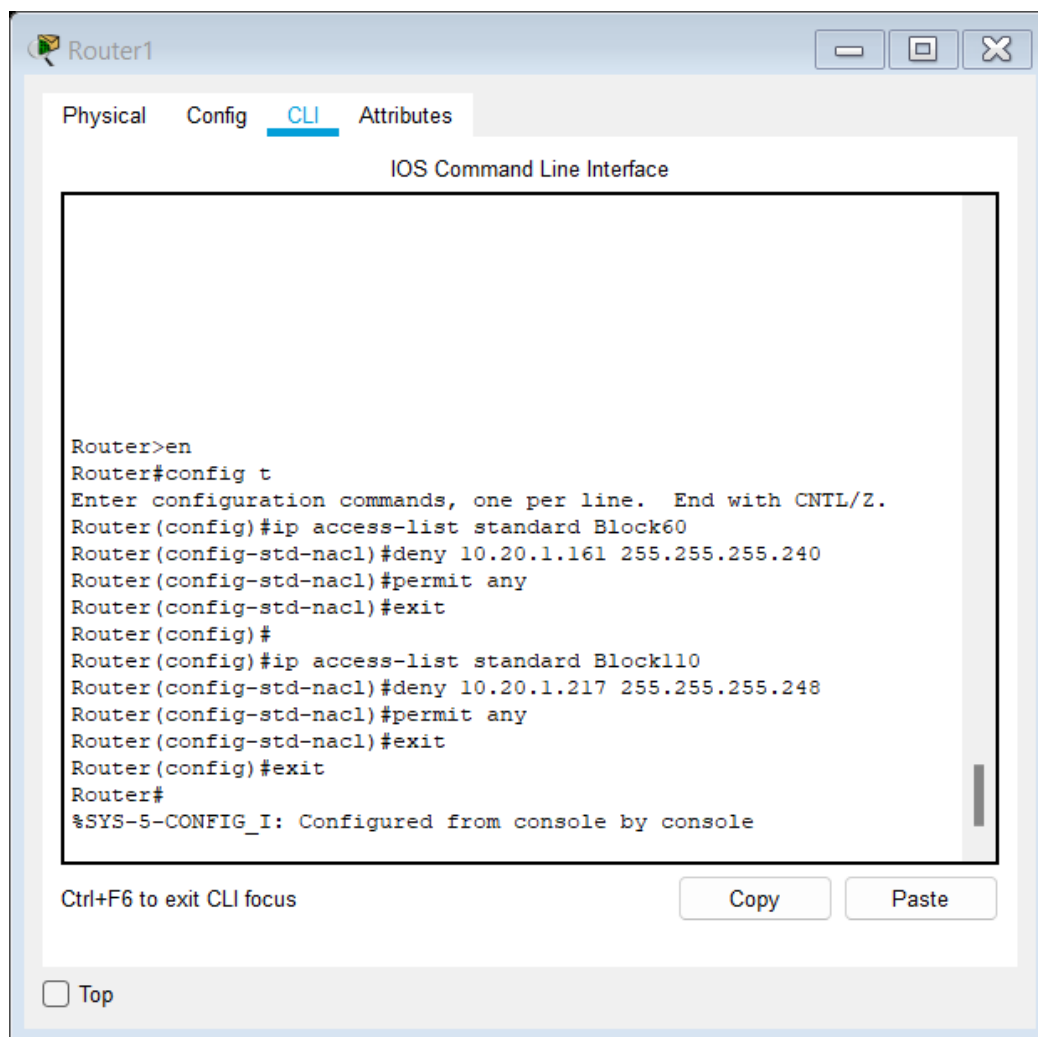 Router1
Physical Config CLI Attributes
IOS Command Line Interface
Router>en
Router#config t
Enter configuration commands, one per line.  End with CNTL/Z.
Router(config)#ip access-list standard Block60
Router(config-std-nacl)#deny 10.20.1.161 255.255.255.240
Router(config-std-nacl)#permit any
Router(config-std-nacl)#exit
Router(config)#
Router(config)#ip access-list standard Block110
Router(config-std-nacl)#deny 10.20.1.217 255.255.255.248
Router(config-std-nacl)#permit any
Router(config-std-nacl)#exit
Router(config)#exit
Router#
%SYS-5-CONFIG_I: Configured from console by console
Ctrl+F6 to exit CLI focus Copy Paste
Top